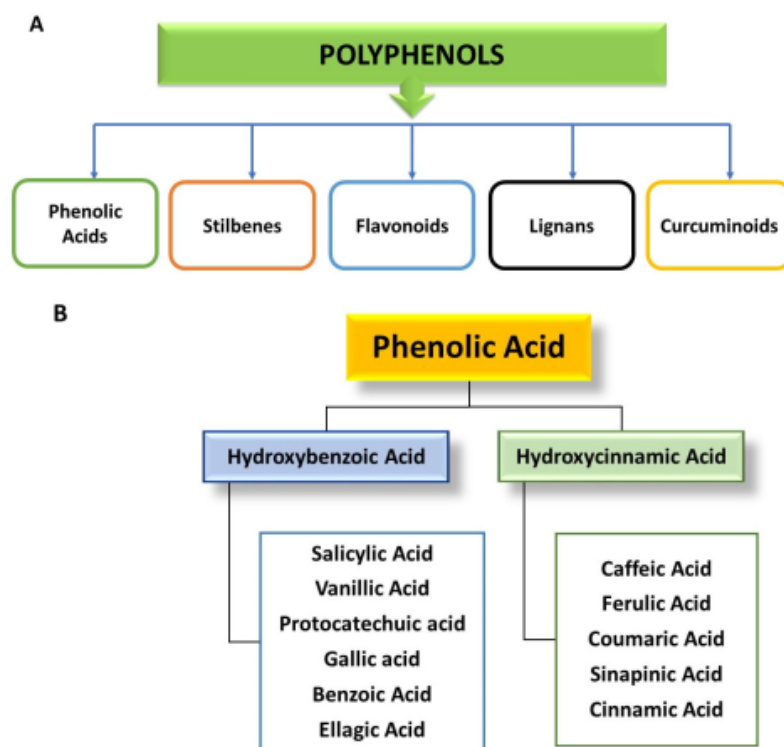 A
POLYPHENOLS
Phenolic
Acids
Stilbenes
Flavonoids
Lignans
Curcuminoids
B
Phenolic Acid
Hydroxybenzoic Acid
Hydroxycinnamic Acid
Salicylic Acid
Vanillic Acid
Protocatechuic acid
Gallic acid
Benzoic Acid
Ellagic Acid
Caffeic Acid
Ferulic Acid
Coumaric Acid
Sinapinic Acid
Cinnamic Acid